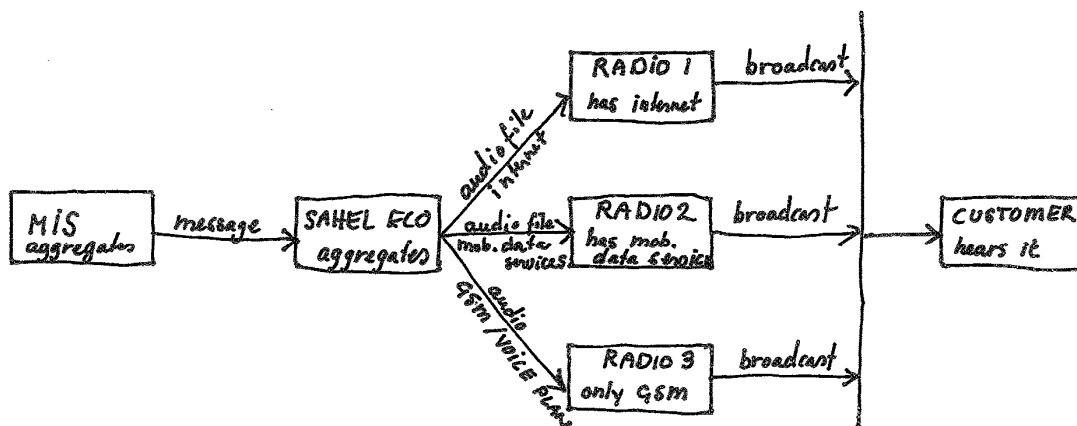 MiS
aggregates
message
SAHEL ECO
aggregates
audio file
internet
audio file
mob. data
services
audio
GSM / VOICE PLAN
RADiO 1
has internet
RADIO 2
has mob.
data service
RADIO 3
only GSM
broadcast
broadcast
broadcast
CUSTOMER
hears it